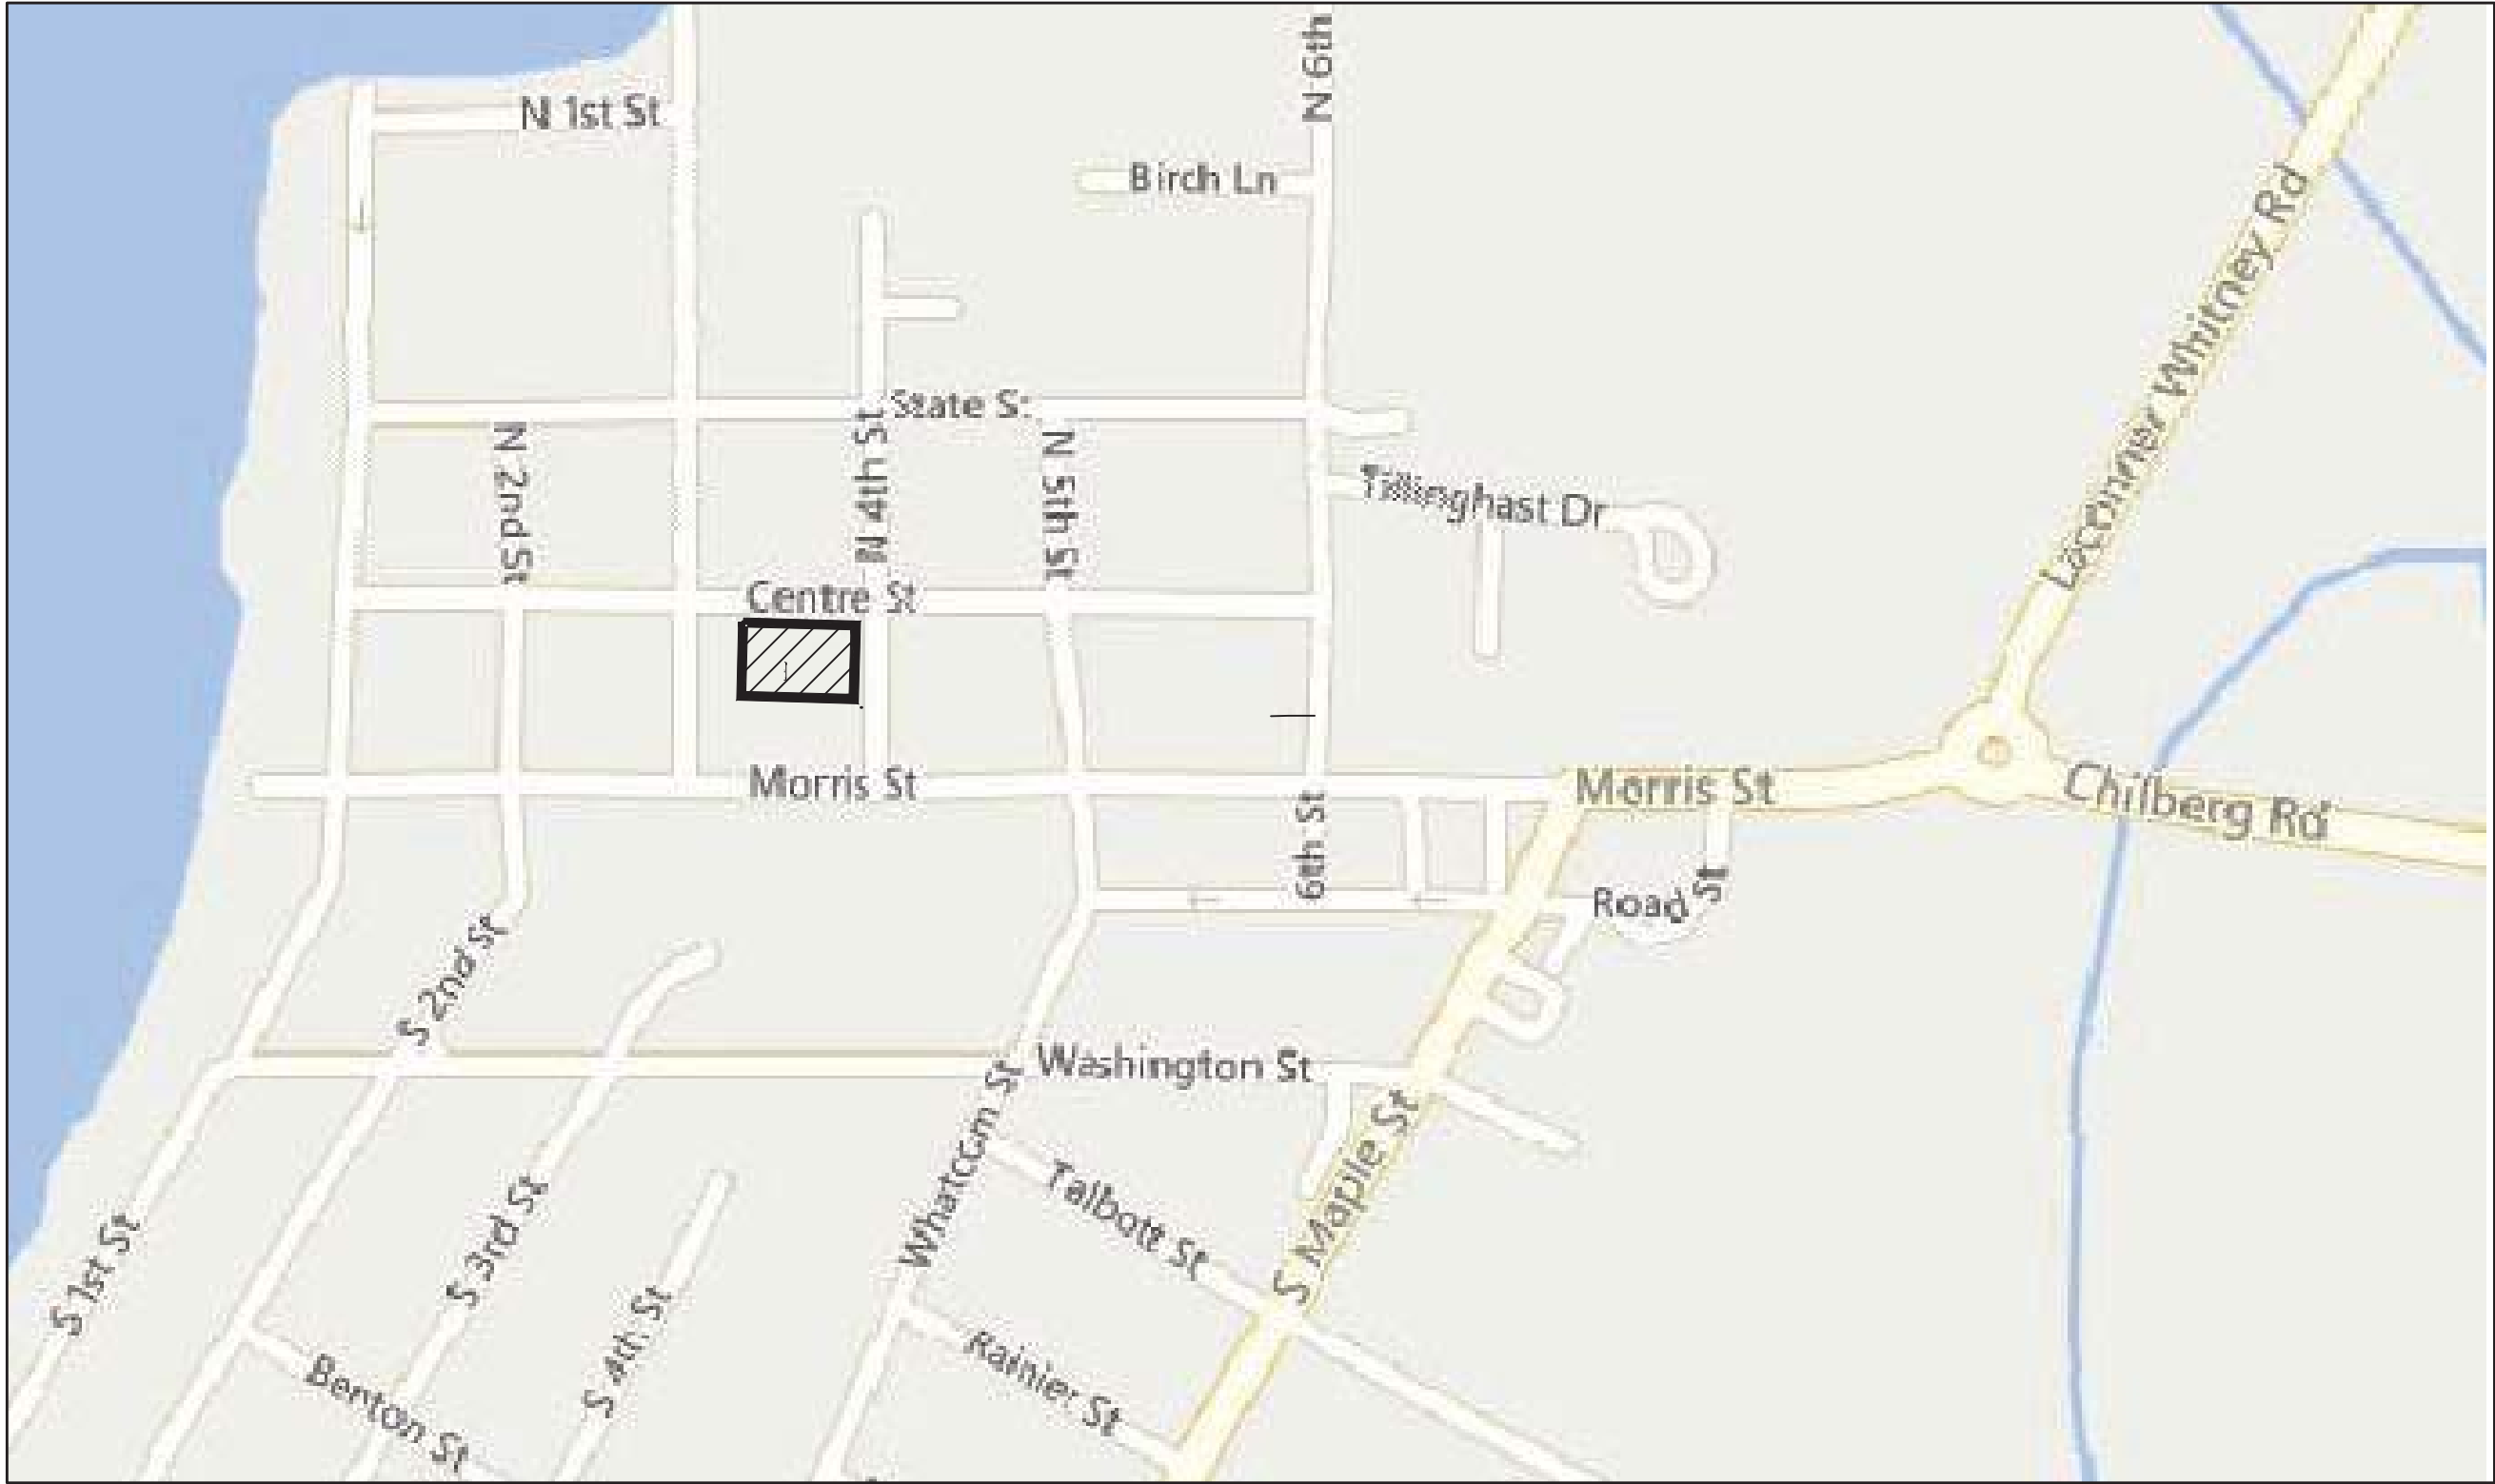 N 6th
N 1st St
Birch Ln
Laconner Whitney Rd
State St
N 2nd St
N 4th St
N 5th St
Tillinghast Dr
Centre St
Morris St
Morris St
Chilberg Rd
6th St
Road St
S 2nd St
Washington St
Whatcom St
S Maple St
Talbott St
S 1st St
S 3rd St
S 4th St
Rainier St
Benton St